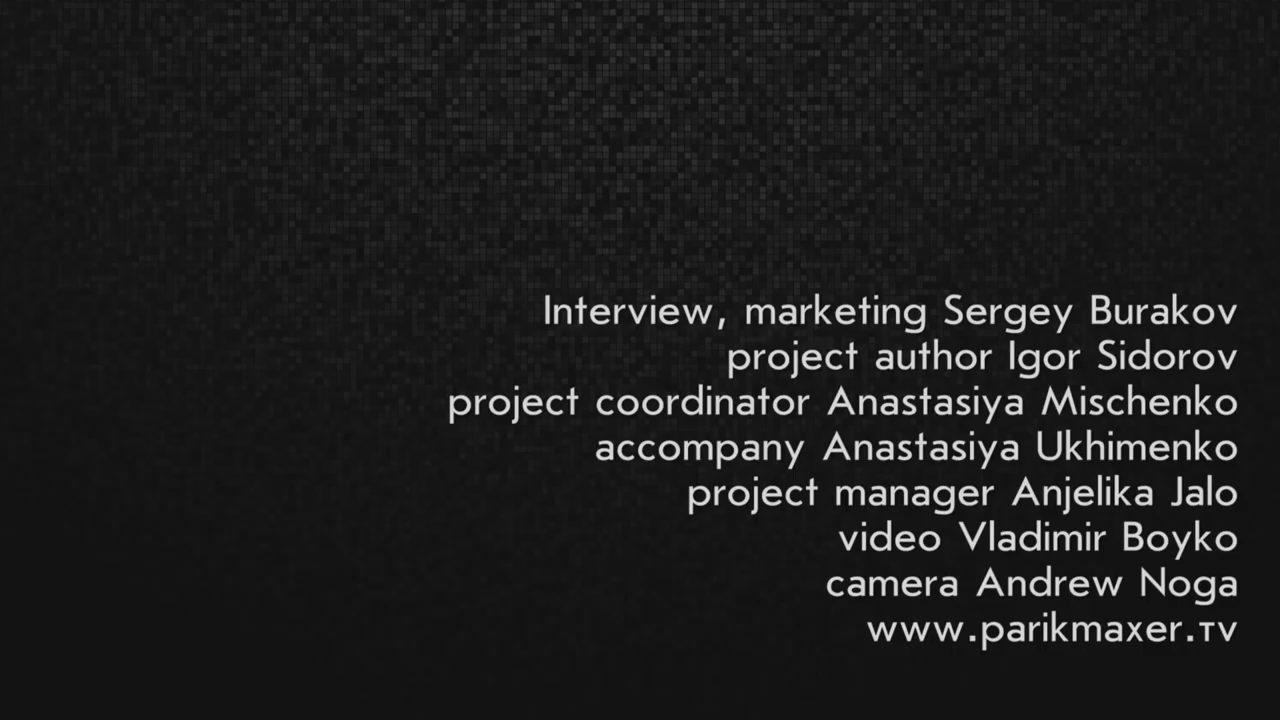 Interview, marketing Sergey Burakov
project author Igor Sidorov
project coordinator Anastasiya Mischenko
accompany Anastasiya Ukhimenko
project manager Anjelika Jalo
video Vladimir Boyko
camera Andrew Noga
www.parikmaxer.тv